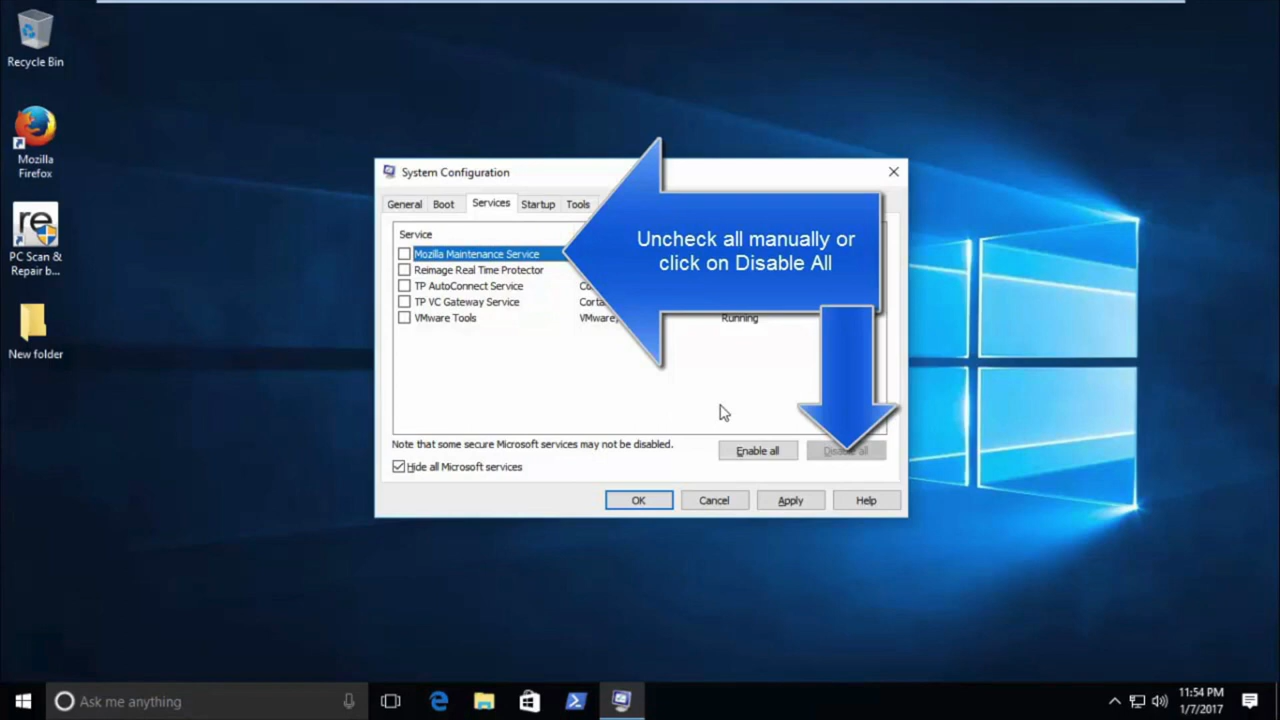 Recycle Bin
Mozilla
Firefox
re
PC Scan &
Repair b...
New folder
System Configuration
General Boot Services Startup Tools
Service
Mozilla Maintenance Service
Reimage Real Time Protector
TP AutoConnect Service
TP VC Gateway Service
VMware Tools Running
Uncheck all manually or
click on Disable All
Note that some secure Microsoft services may not be disabled.
Enable all
Hide all Microsoft services
OK Cancel Apply Help
Ask me anything
11:54 PM
1/7/2017